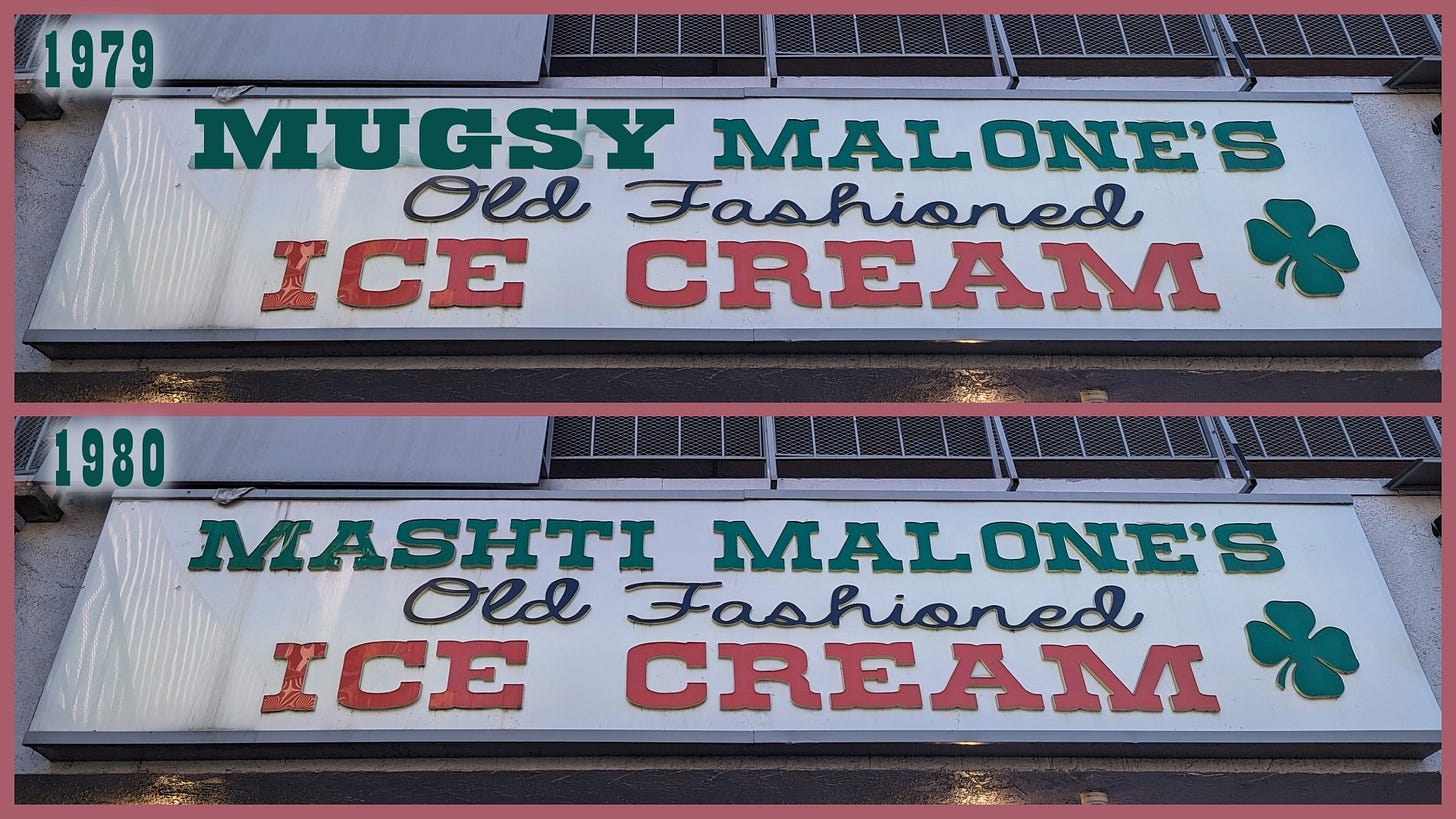 1979
MUGSY MALONE'S
Old Fashioned
ICE CREAM
1980
MASHTI MALONE'S
Old Fashioned
ICE CREAM